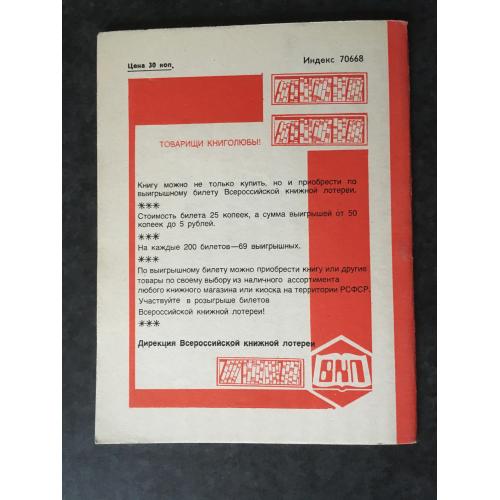 Цена 30 коп.
Индекс 70668
ТОВАРИЩИ КНИГОЛЮБЫ!
Книгу можно не только купить, но и приобрести по
выигрышному билету Всероссийской книжной лотереи.
***
Стоимость билета 25 копеек, а сумма выигрышей от 50
копеек до 5 рублей.
***
На каждые 200 билетов—69 выигрышных.
***
По выигрышному билету можно приобрести книгу или другие
товары по своему выбору из наличного ассортимента
любого книжного магазина или киоска на территории РСФСР.
Участвуйте в розыгрыше билетов
Всероссийской книжной лотереи!
***
Дирекция Всероссийской книжной лотереи
ВКЛ